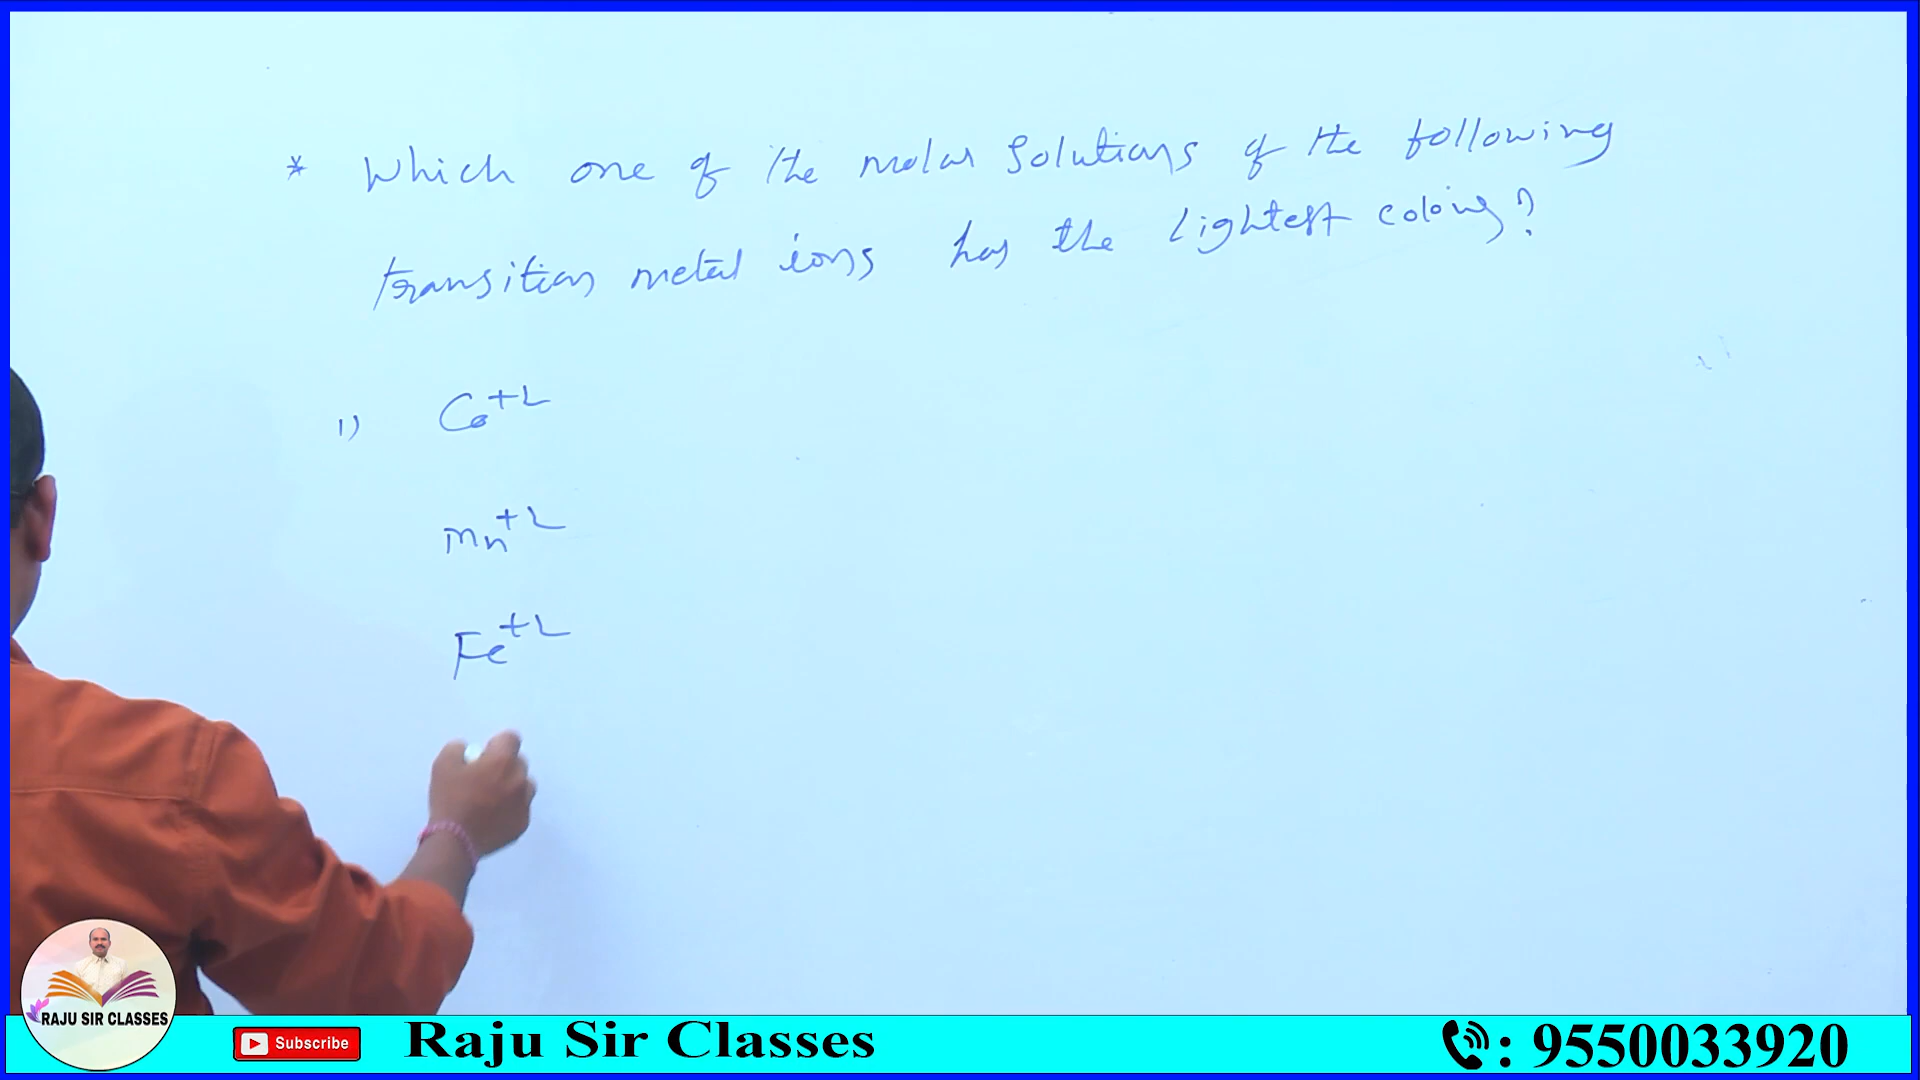 * Which one of the molar Solutions of the following
transition metal ions has the lightest colour?
1) Co+2
Mn+2
Fe+2
RAJU SIR CLASSES
Subscribe
Raju Sir Classes
: 9550033920